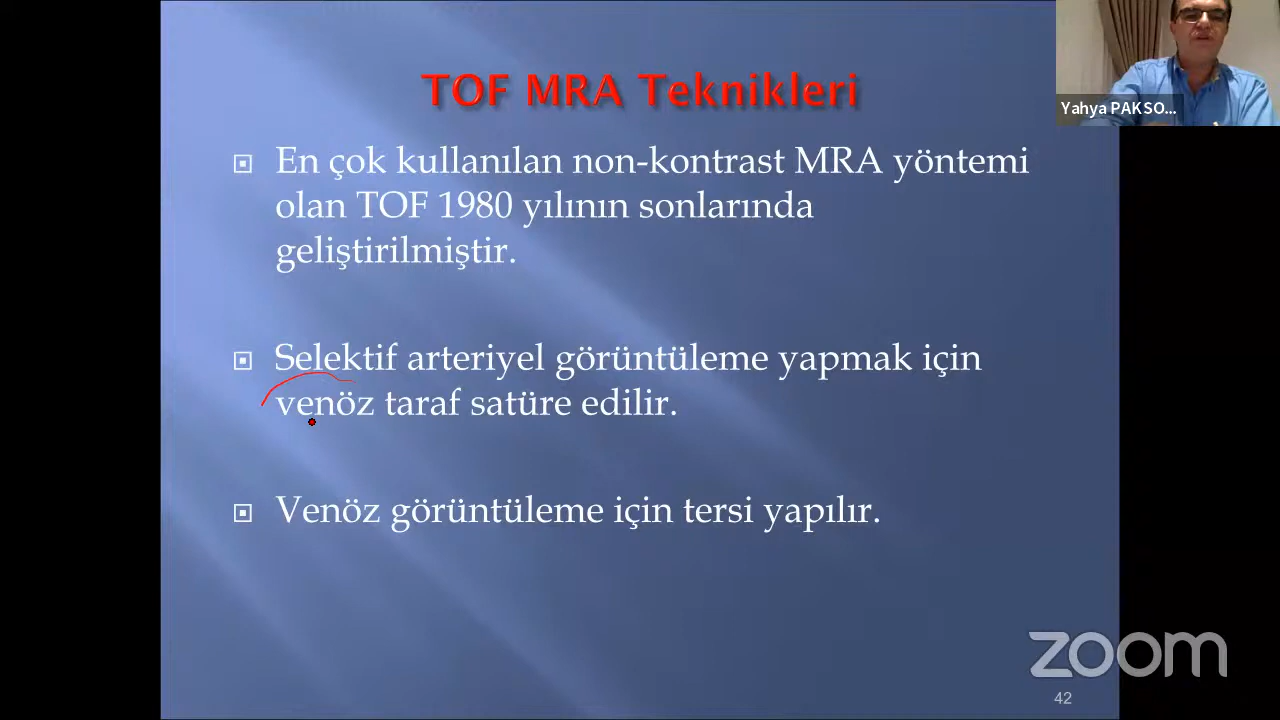 TOF MRA Teknikleri
Yahya PAKSO...
En çok kullanılan non-kontrast MRA yöntemi
olan TOF 1980 yılının sonlarında
geliştirilmiştir.
Selektif arteriyel görüntüleme yapmak için
venöz taraf satüre edilir.
Venöz görüntüleme için tersi yapılır.
zoom
42